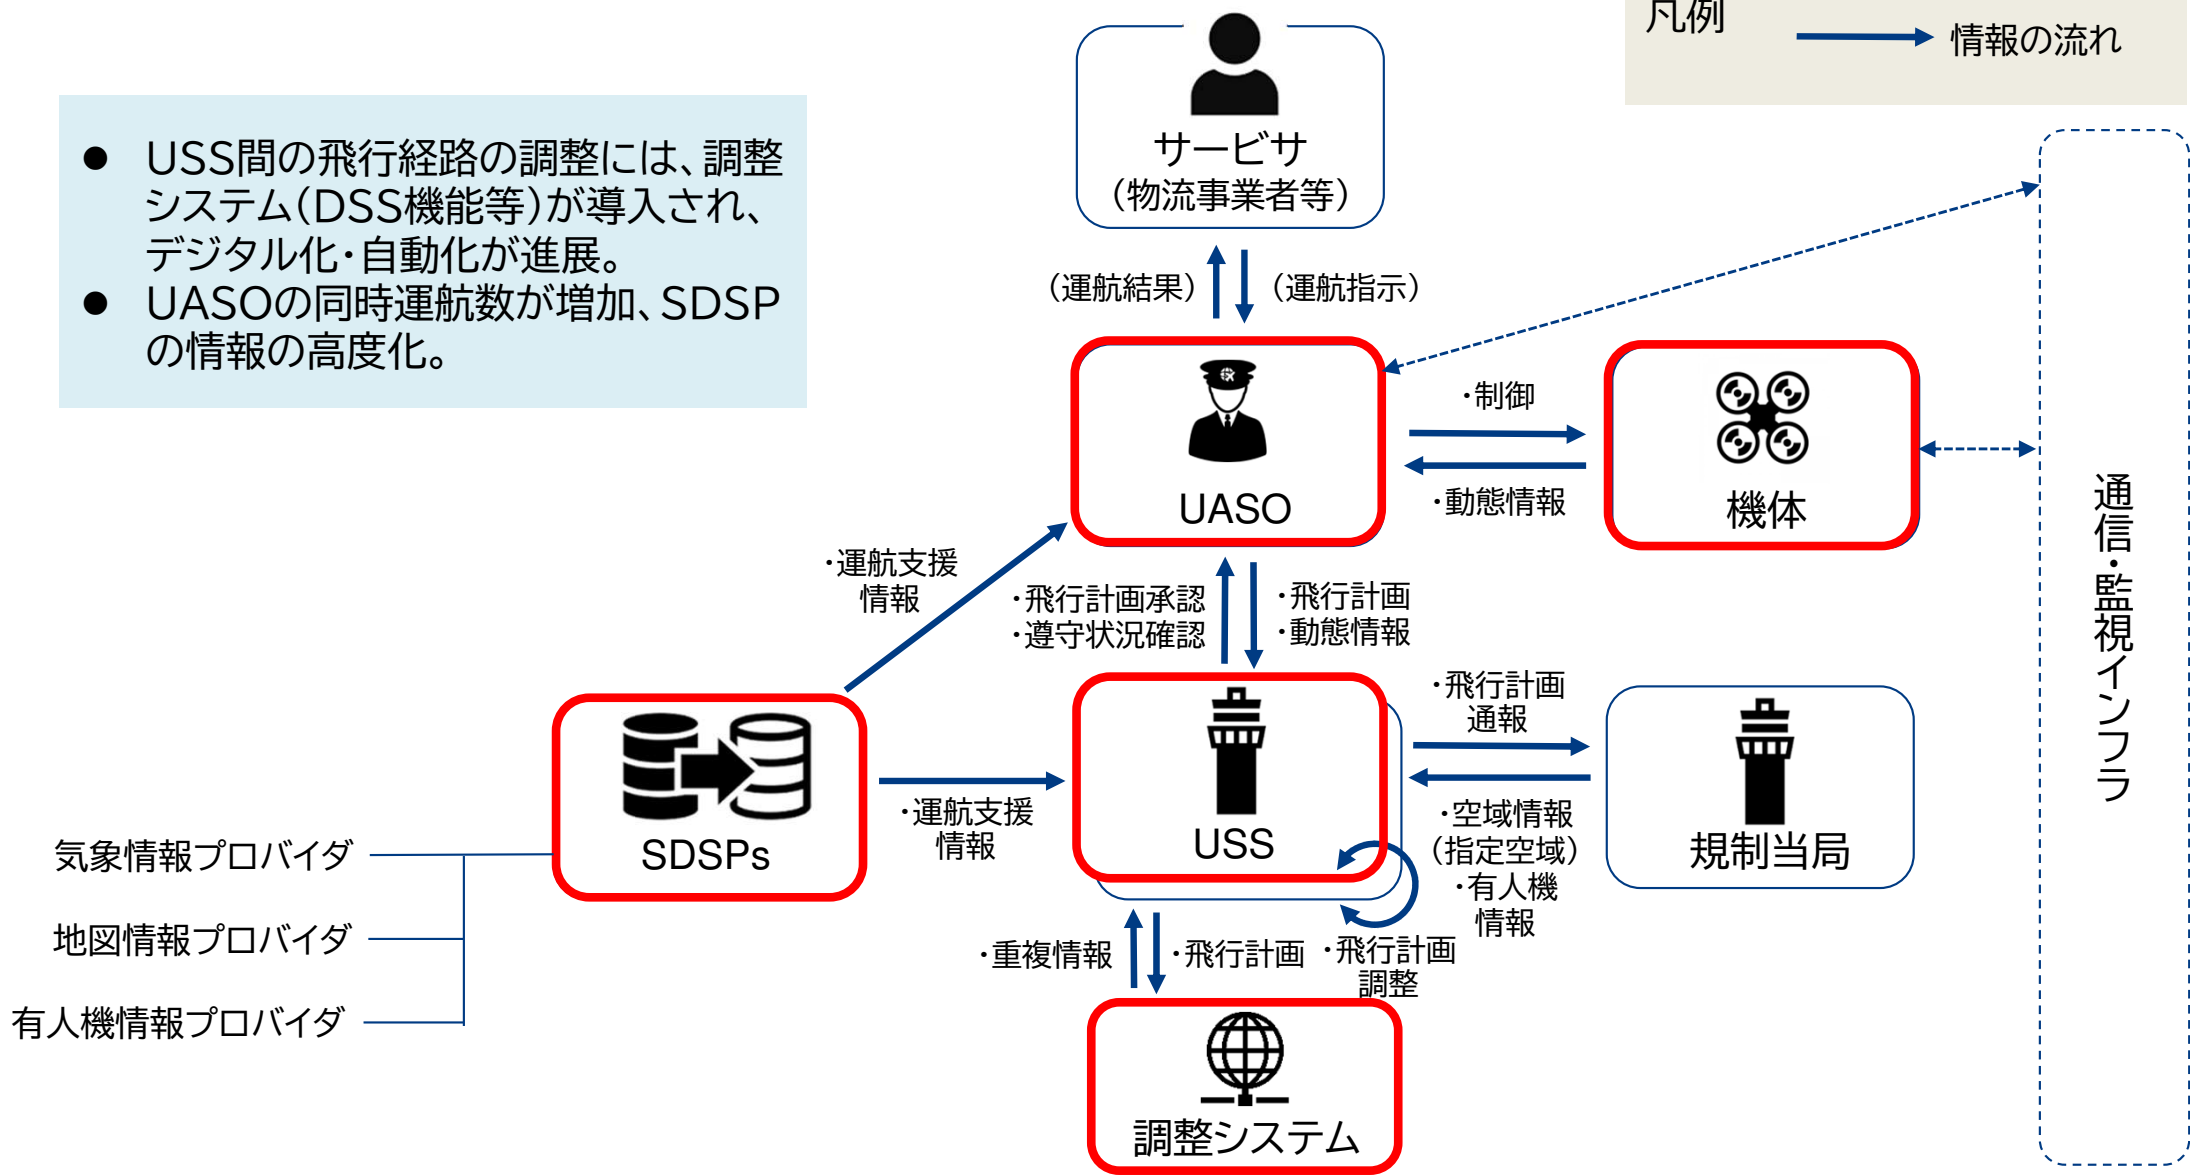 凡例
情報の流れ
● USS間の飛行経路の調整には、調整
システム(DSS機能等)が導入され、
デジタル化・自動化が進展。
● UASOの同時運航数が増加、SDSP
の情報の高度化。
サービサ
(物流事業者等)
(運航結果)
(運航指示)
UASO
・制御
・動態情報
機体
通信・監視インフラ
・運航支援
情報
・飛行計画承認
・遵守状況確認
・飛行計画
・動態情報
SDSPs
・運航支援
情報
USS
・飛行計画
通報
・空域情報
(指定空域)
・有人機
情報
規制当局
気象情報プロバイダ
地図情報プロバイダ
有人機情報プロバイダ
・重複情報
・飛行計画
・飛行計画
調整
調整システム